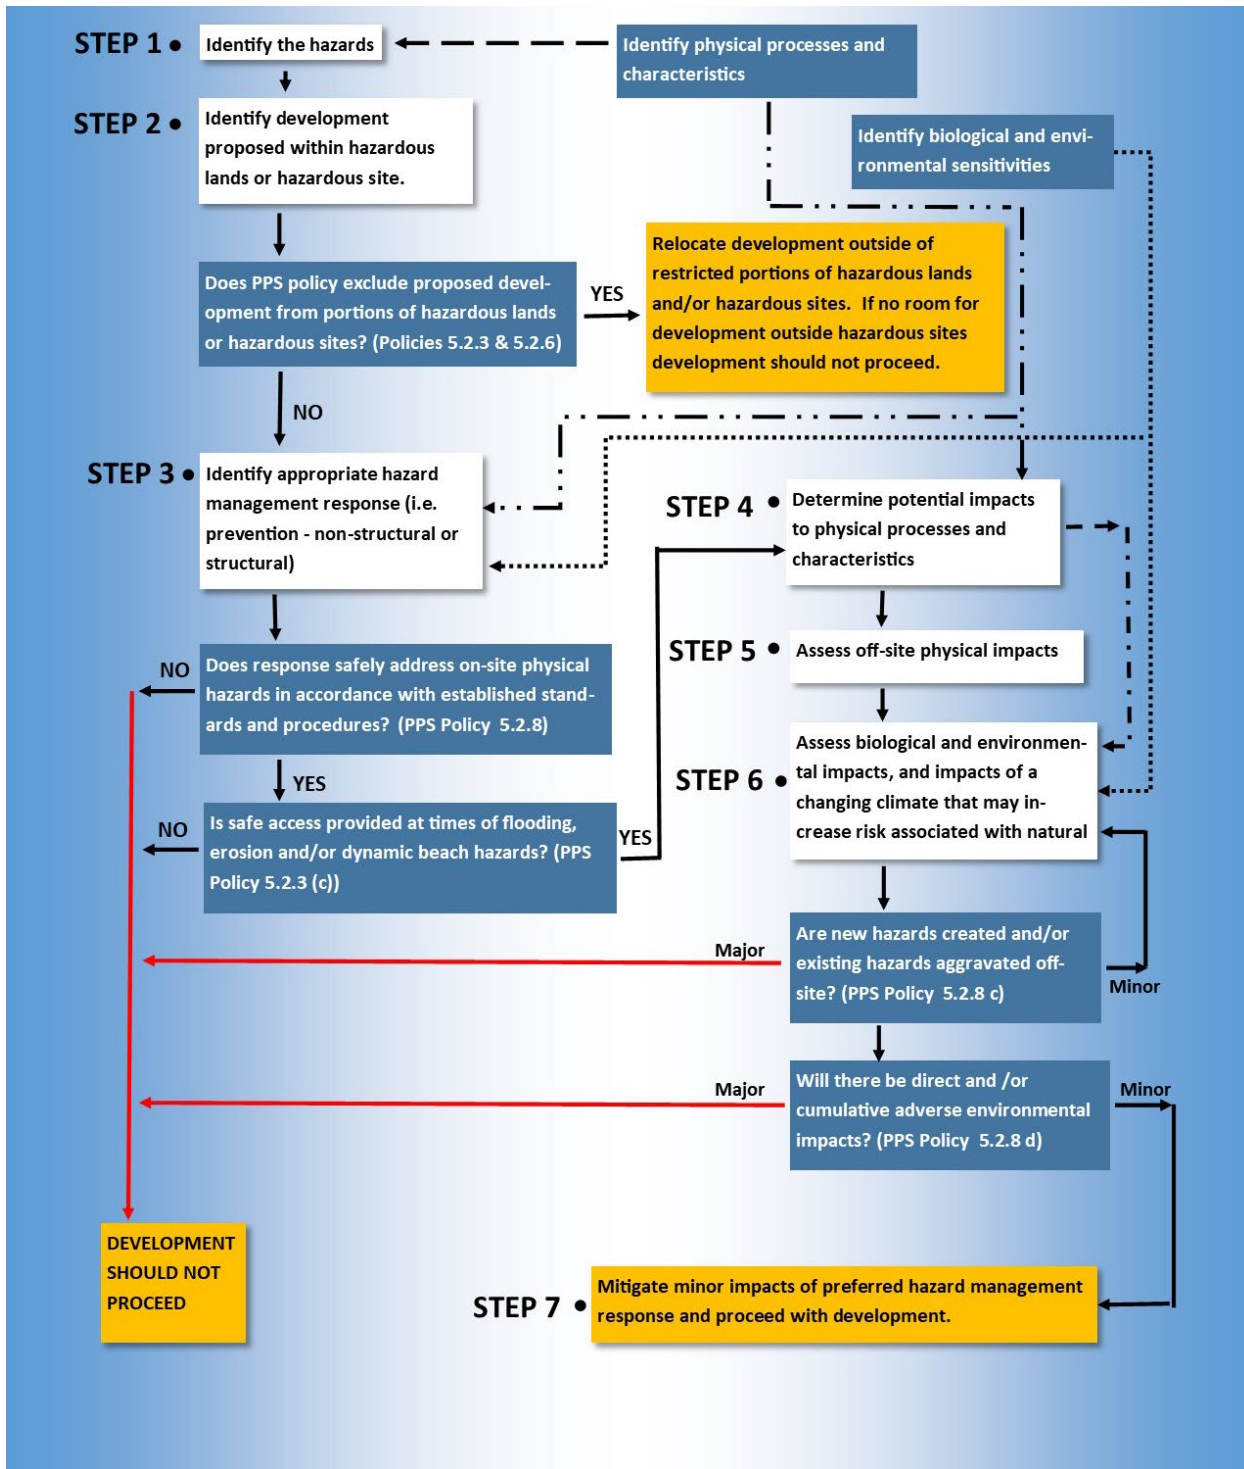 STEP 1 •
Identify the hazards
Identify physical processes and
characteristics
STEP 2 •
Identify development
proposed within hazardous
lands or hazardous site.
Identify biological and envi-
ronmental sensitivities
Does PPS policy exclude proposed devel-
opment from portions of hazardous lands
or hazardous sites? (Policies 5.2.3 & 5.2.6)
YES
Relocate development outside of
restricted portions of hazardous lands
and/or hazardous sites.  If no room for
development outside hazardous sites
development should not proceed.
NO
STEP 3 •
Identify appropriate hazard
management response (i.e.
prevention - non-structural or
structural)
STEP 4 •
Determine potential impacts
to physical processes and
characteristics
NO
Does response safely address on-site physical
hazards in accordance with established stand-
ards and procedures?  (PPS Policy  5.2.8)
STEP 5 •
Assess off-site physical impacts
YES
NO
Is safe access provided at times of flooding,
erosion and/or dynamic beach hazards? (PPS
Policy 5.2.3 (c))
YES
STEP 6 •
Assess biological and environmen-
tal impacts, and impacts of a
changing climate that may in-
crease risk associated with natural
Major
Are new hazards created and/or
existing hazards aggravated off-
site? (PPS Policy  5.2.8 c)
Minor
Major
Will there be direct and /or
cumulative adverse environmental
impacts? (PPS Policy  5.2.8 d)
Minor
DEVELOPMENT
SHOULD NOT
PROCEED
STEP 7 •
Mitigate minor impacts of preferred hazard management
response and proceed with development.